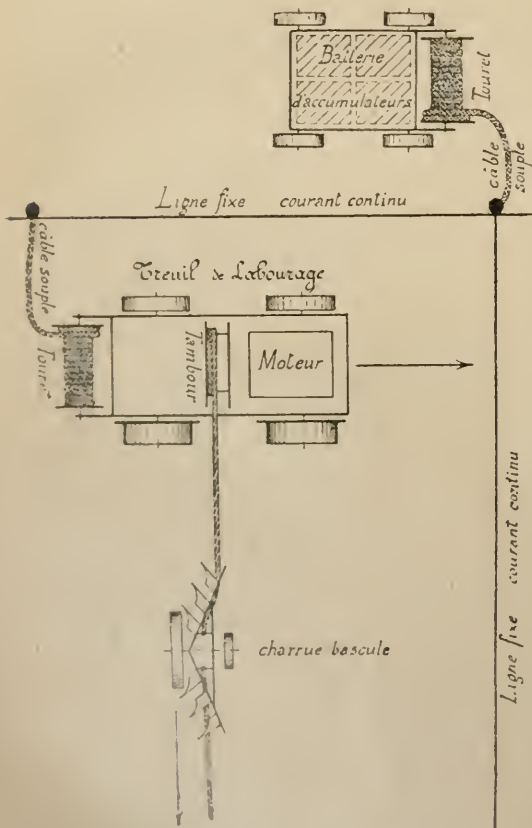 Batterie
d'accumulateurs
Tourel
câble
souple
Ligne fixe courant continu
câble souple
Treuil de Labourage
Touret
Tambour
Moteur
Ligne fixe courant continu
charrue bascule